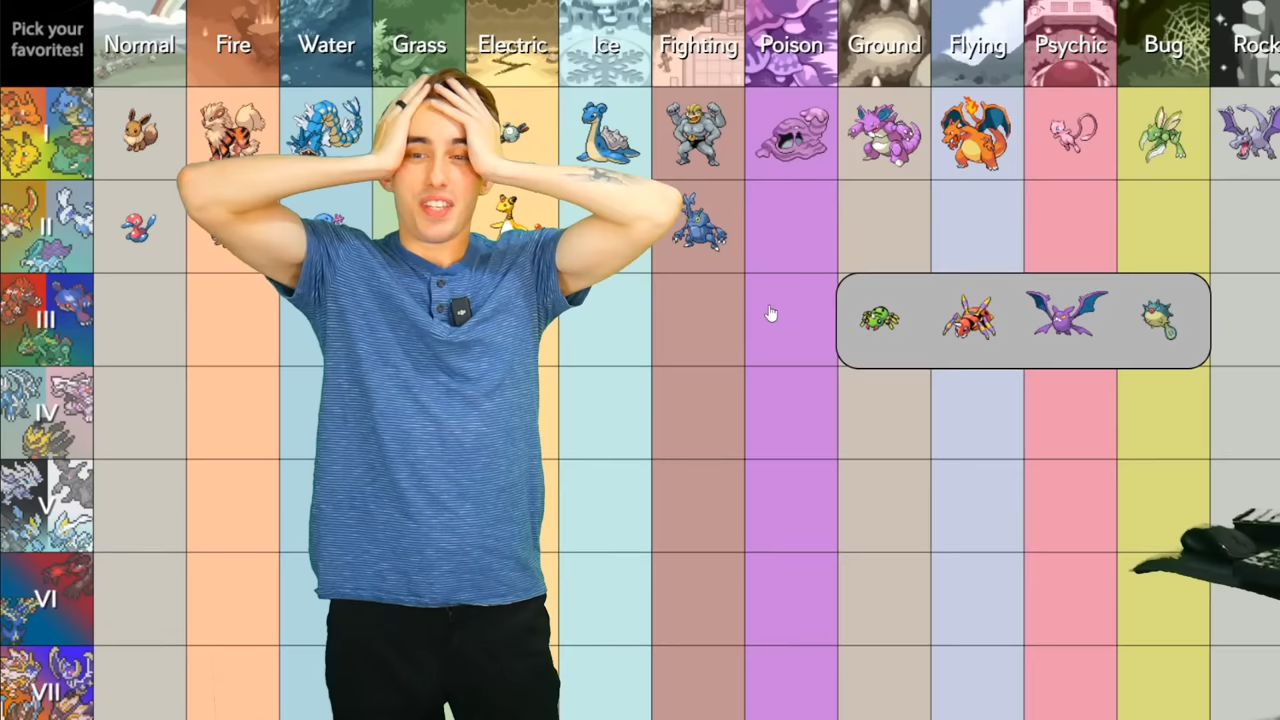 Pick your
favorites!
Normal
Fire
Water
Grass
Electric
Ice
Fighting
Poison
Ground
Flying
Psychic
Bug
Rock
I
II
III
IV
V
VI
VII